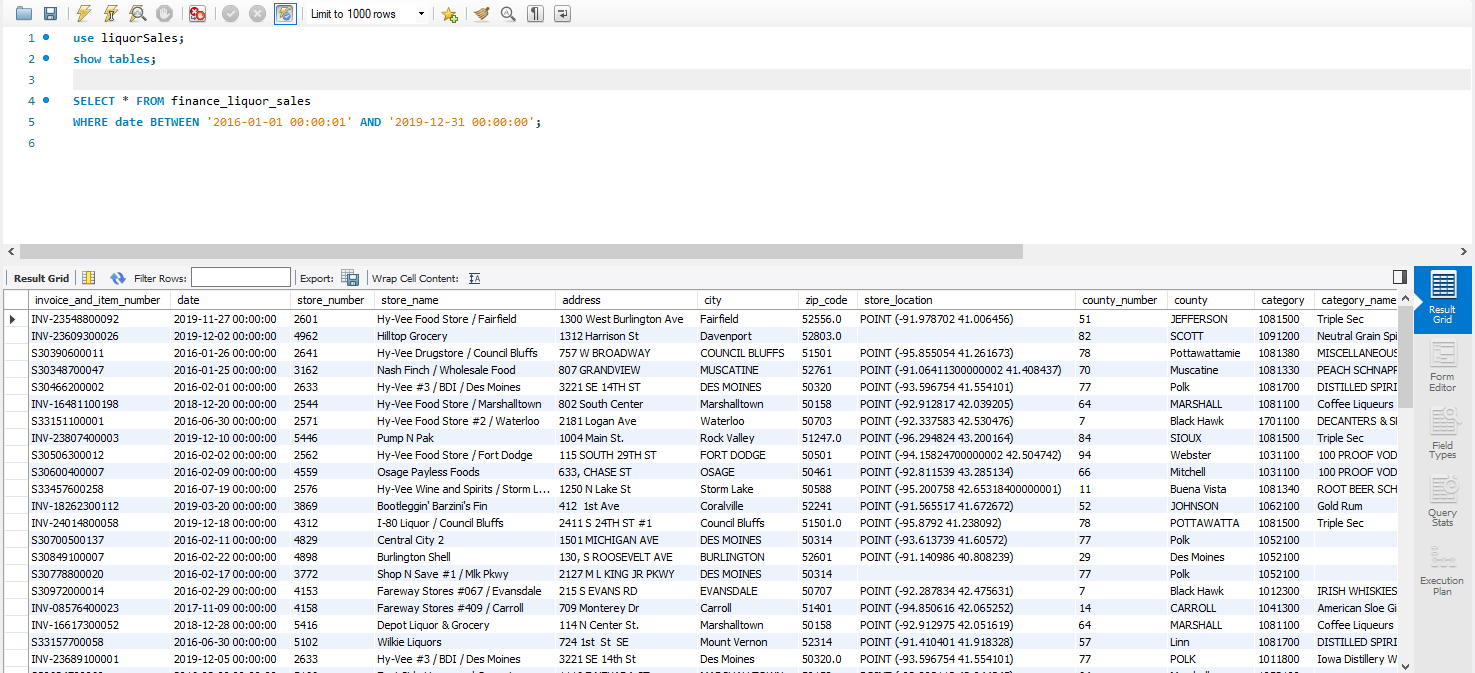 Limit to 1000 rows
1 use liquorSales;
2 show tables;
3
4 SELECT * FROM finance_liquor_sales
5 WHERE date BETWEEN '2016-01-01 00:00:01' AND '2019-12-31 00:00:00';
6
Result Grid Filter Rows: Export: Wrap Cell Content:
invoice_and_item_number date store_number store_name address city zip_code store_location county_number county category category_name
INV-23548800092 2019-11-27 00:00:00 2601 Hy-Vee Food Store / Fairfield 1300 West Burlington Ave Fairfield 52556.0 POINT (-91.978702 41.006456) 51 JEFFERSON 1081500 Triple Sec
INV-23609300026 2019-12-02 00:00:00 4962 Hilltop Grocery 1312 Harrison St Davenport 52803.0 82 SCOTT 1091200 Neutral Grain Spi
S30390600011 2016-01-26 00:00:00 2641 Hy-Vee Drugstore / Council Bluffs 757 W BROADWAY COUNCIL BLUFFS 51501 POINT (-95.855054 41.261673) 78 Pottawattamie 1081380 MISCELLANEOUS
S30348700047 2016-01-25 00:00:00 3162 Nash Finch / Wholesale Food 807 GRANDVIEW MUSCATINE 52761 POINT (-91.06411300000002 41.408437) 70 Muscatine 1081330 PEACH SCHNAPP
S30466200002 2016-02-01 00:00:00 2633 Hy-Vee #3 / BDI / Des Moines 3221 SE 14TH ST DES MOINES 50320 POINT (-93.596754 41.554101) 77 Polk 1081700 DISTILLED SPIRI
INV-16481100198 2018-12-20 00:00:00 2544 Hy-Vee Food Store / Marshalltown 802 South Center Marshalltown 50158 POINT (-92.912817 42.039205) 64 MARSHALL 1081100 Coffee Liqueurs
S33151100001 2016-06-30 00:00:00 2571 Hy-Vee Food Store #2 / Waterloo 2181 Logan Ave Waterloo 50703 POINT (-92.337583 42.530476) 7 Black Hawk 1701100 DECANTERS & S
INV-23807400003 2019-12-10 00:00:00 5446 Pump N Pak 1004 Main St. Rock Valley 51247.0 POINT (-96.294824 43.200164) 84 SIOUX 1081500 Triple Sec
S30506300012 2016-02-02 00:00:00 2562 Hy-Vee Food Store / Fort Dodge 115 SOUTH 29TH ST FORT DODGE 50501 POINT (-94.15824700000002 42.504742) 94 Webster 1031100 100 PROOF VOD
S30600400007 2016-02-09 00:00:00 4559 Osage Payless Foods 633, CHASE ST OSAGE 50461 POINT (-92.811539 43.285134) 66 Mitchell 1031100 100 PROOF VOD
S33457600258 2016-07-19 00:00:00 2576 Hy-Vee Wine and Spirits / Storm L... 1250 N Lake St Storm Lake 50588 POINT (-95.200758 42.65318400000001) 11 Buena Vista 1081340 ROOT BEER SCH
INV-18262300112 2019-03-20 00:00:00 3869 Bootleggin' Barzini's Fin 412 1st Ave Coralville 52241 POINT (-91.565517 41.672672) 52 JOHNSON 1062100 Gold Rum
INV-24014800058 2019-12-18 00:00:00 4312 I-80 Liquor / Council Bluffs 2411 S 24TH ST #1 Council Bluffs 51501.0 POINT (-95.8792 41.238092) 78 POTTAWATTA 1081500 Triple Sec
S30700500137 2016-02-11 00:00:00 4829 Central City 2 1501 MICHIGAN AVE DES MOINES 50314 POINT (-93.613739 41.60572) 77 Polk 1052100
S30849100007 2016-02-22 00:00:00 4898 Burlington Shell 130, S ROOSEVELT AVE BURLINGTON 52601 POINT (-91.140986 40.808239) 29 Des Moines 1052100
S30778800020 2016-02-17 00:00:00 3772 Shop N Save #1 / Mlk Pkwy 2127 M L KING JR PKWY DES MOINES 50314 77 Polk 1052100
S30972000014 2016-02-29 00:00:00 4153 Fareway Stores #067 / Evansdale 215 S EVANS RD EVANSDALE 50707 POINT (-92.287834 42.475631) 7 Black Hawk 1012300 IRISH WHISKIES
INV-08576400023 2017-11-09 00:00:00 4158 Fareway Stores #409 / Carroll 709 Monterey Dr Carroll 51401 POINT (-94.850616 42.065252) 14 CARROLL 1041300 American Sloe Gi
INV-16617300052 2018-12-28 00:00:00 5416 Depot Liquor & Grocery 114 N Center St. Marshalltown 50158 POINT (-92.912975 42.051619) 64 MARSHALL 1081100 Coffee Liqueurs
S33157700058 2016-06-30 00:00:00 5102 Wilkie Liquors 724 1st St SE Mount Vernon 52314 POINT (-91.410401 41.918328) 57 Linn 1081700 DISTILLED SPIRI
INV-23689100001 2019-12-05 00:00:00 2633 Hy-Vee #3 / BDI / Des Moines 3221 SE 14th St Des Moines 50320.0 POINT (-93.596754 41.554101) 77 POLK 1011800 Iowa Distillery W
Result
Grid
Form
Editor
Field
Types
Query
Stats
Execution
Plan